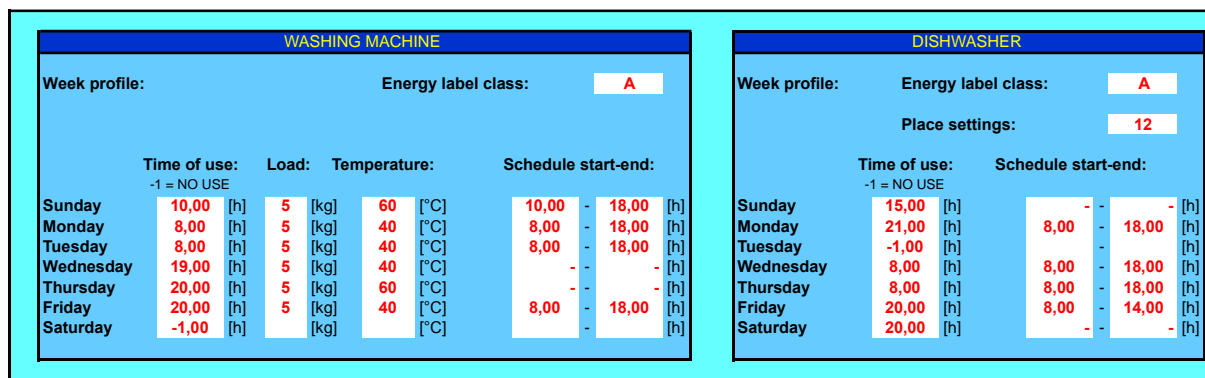 WASHING MACHINE
Week profile: Energy label class: A
Time of use: Load: Temperature: Schedule start-end:
-1 = NO USE
Sunday 10,00 [h] 5 [kg] 60 [°C] 10,00 - 18,00 [h]
Monday 8,00 [h] 5 [kg] 40 [°C] 8,00 - 18,00 [h]
Tuesday 8,00 [h] 5 [kg] 40 [°C] 8,00 - 18,00 [h]
Wednesday 19,00 [h] 5 [kg] 40 [°C] - - - [h]
Thursday 20,00 [h] 5 [kg] 60 [°C] - - - [h]
Friday 20,00 [h] 5 [kg] 40 [°C] 8,00 - 18,00 [h]
Saturday -1,00 [h] [kg] [°C] - [h]
DISHWASHER
Week profile: Energy label class: A
Place settings: 12
Time of use: Schedule start-end:
-1 = NO USE
Sunday 15,00 [h] - - - [h]
Monday 21,00 [h] 8,00 - 18,00 [h]
Tuesday -1,00 [h] - [h]
Wednesday 8,00 [h] 8,00 - 18,00 [h]
Thursday 8,00 [h] 8,00 - 18,00 [h]
Friday 20,00 [h] 8,00 - 14,00 [h]
Saturday 20,00 [h] - - - [h]